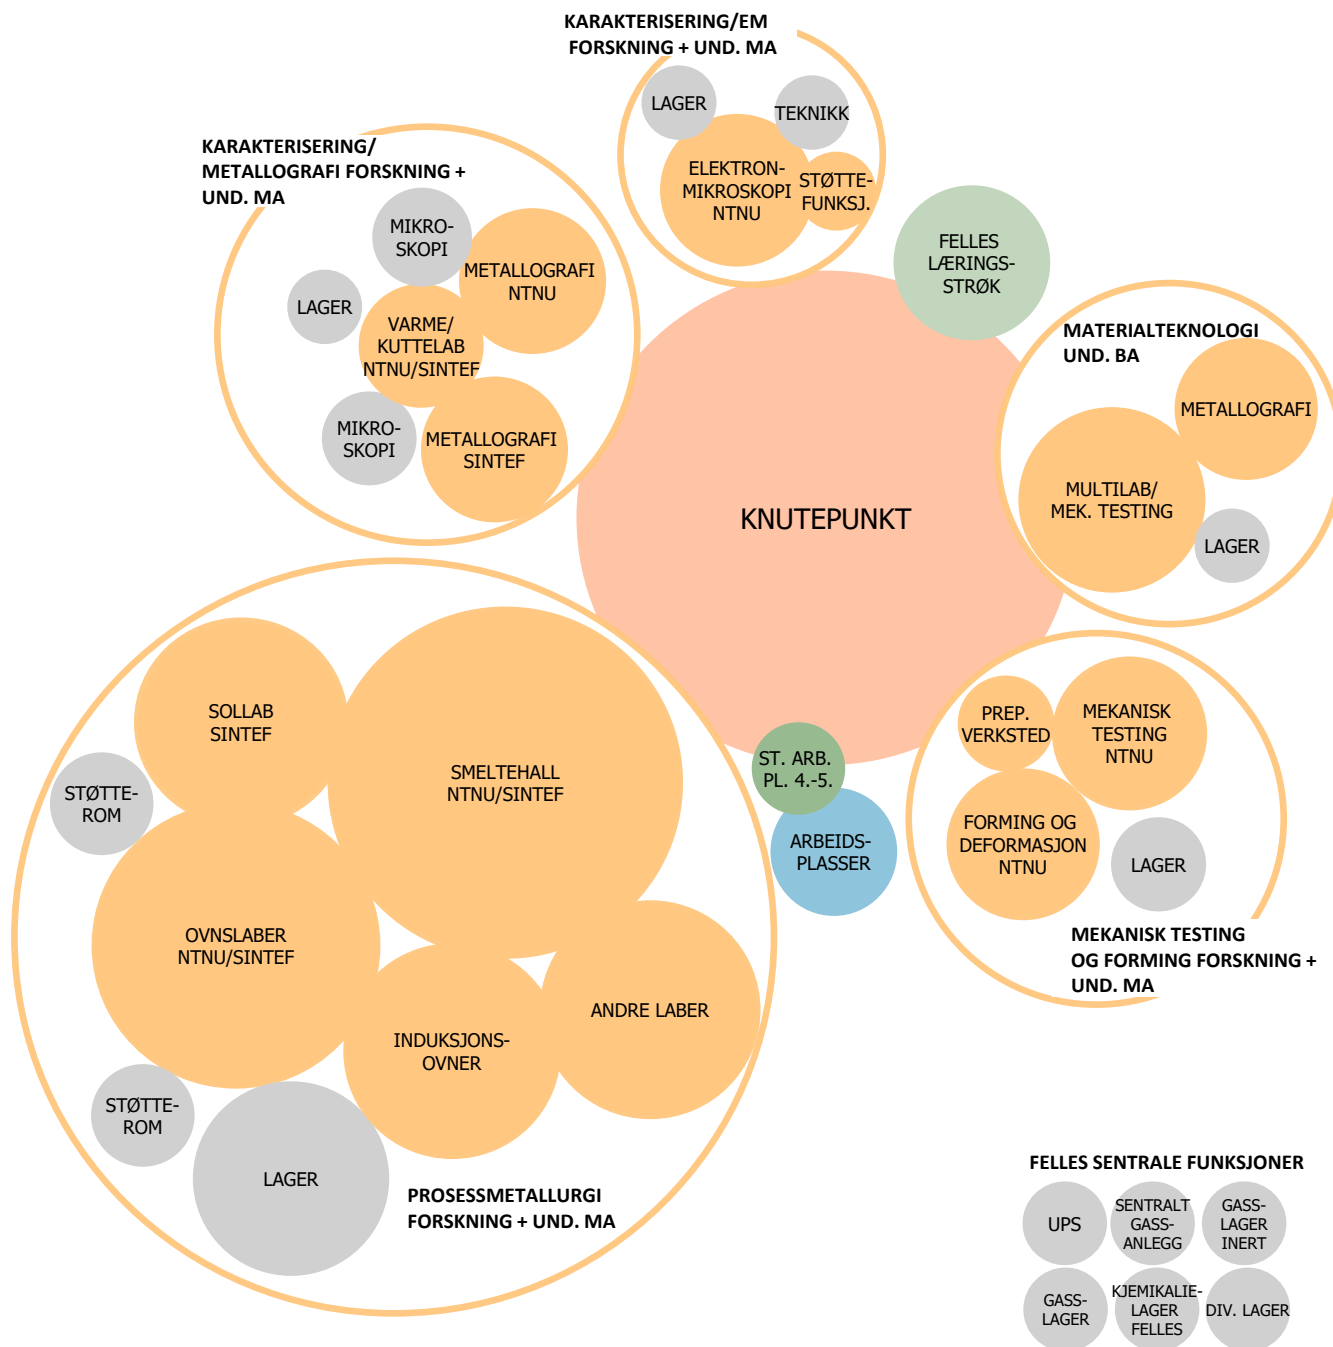 KARAKTERISERING/EM
FORSKNING + UND. MA
LAGER
TEKNIKK
ELEKTRON-
MIKROSKOPI
NTNU
STØTTE-
FUNKSJ.
KARAKTERISERING/
METALLOGRAFI FORSKNING +
UND. MA
MIKRO-
SKOPI
METALLOGRAFI
NTNU
LAGER
VARME/
KUTTELAB
NTNU/SINTEF
MIKRO-
SKOPI
METALLOGRAFI
SINTEF
FELLES
LÆRINGS-
STRØK
KNUTEPUNKT
MATERIALTEKNOLOGI
UND. BA
METALLOGRAFI
MULTILAB/
MEK. TESTING
LAGER
PREP.
VERKSTED
MEKANISK
TESTING
NTNU
FORMING OG
DEFORMASJON
NTNU
LAGER
MEKANISK TESTING
OG FORMING FORSKNING +
UND. MA
ST. ARB.
PL. 4.-5.
ARBEIDS-
PLASSER
SOLLAB
SINTEF
SMELTEHALL
NTNU/SINTEF
STØTTE-
ROM
OVNSLABER
NTNU/SINTEF
ANDRE LABER
INDUKSJONS-
OVNER
STØTTE-
ROM
LAGER
PROSESSMETALLURGI
FORSKNING + UND. MA
FELLES SENTRALE FUNKSJONER
UPS
SENTRALT
GASS-
ANLEGG
GASS-
LAGER
INERT
GASS-
LAGER
KJEMIKALIE-
LAGER
FELLES
DIV. LAGER